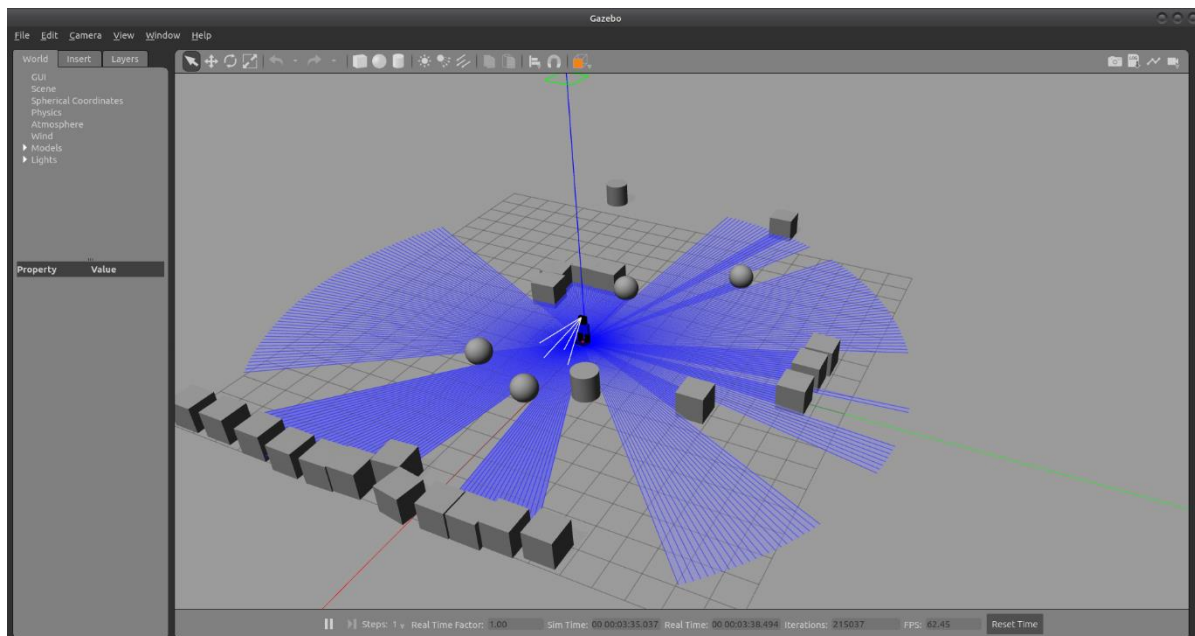 Gazebo
File Edit Camera View Window Help
World Insert Layers
GUI
Scene
Spherical Coordinates
Physics
Atmosphere
Wind
Models
Lights
Property Value
Steps: 1 Real Time Factor: 1.00 Sim Time: 00 00:03:35.037 Real Time: 00 00:03:38.494 Iterations: 215037 FPS: 62.45 Reset Time